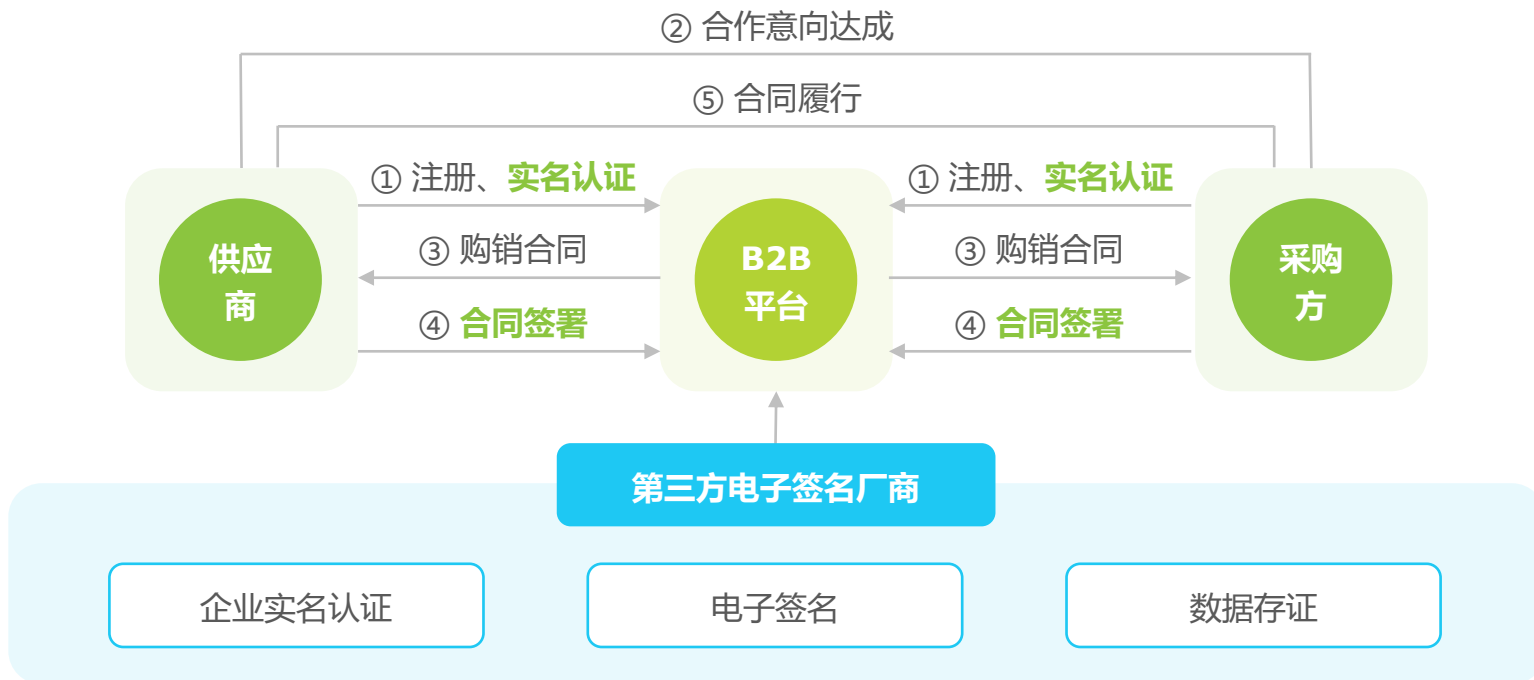 ② 合作意向达成
⑤ 合同履行
① 注册、实名认证
① 注册、实名认证
供应
商
③ 购销合同
B2B
平台
③ 购销合同
采购
方
④ 合同签署
④ 合同签署
第三方电子签名厂商
企业实名认证
电子签名
数据存证